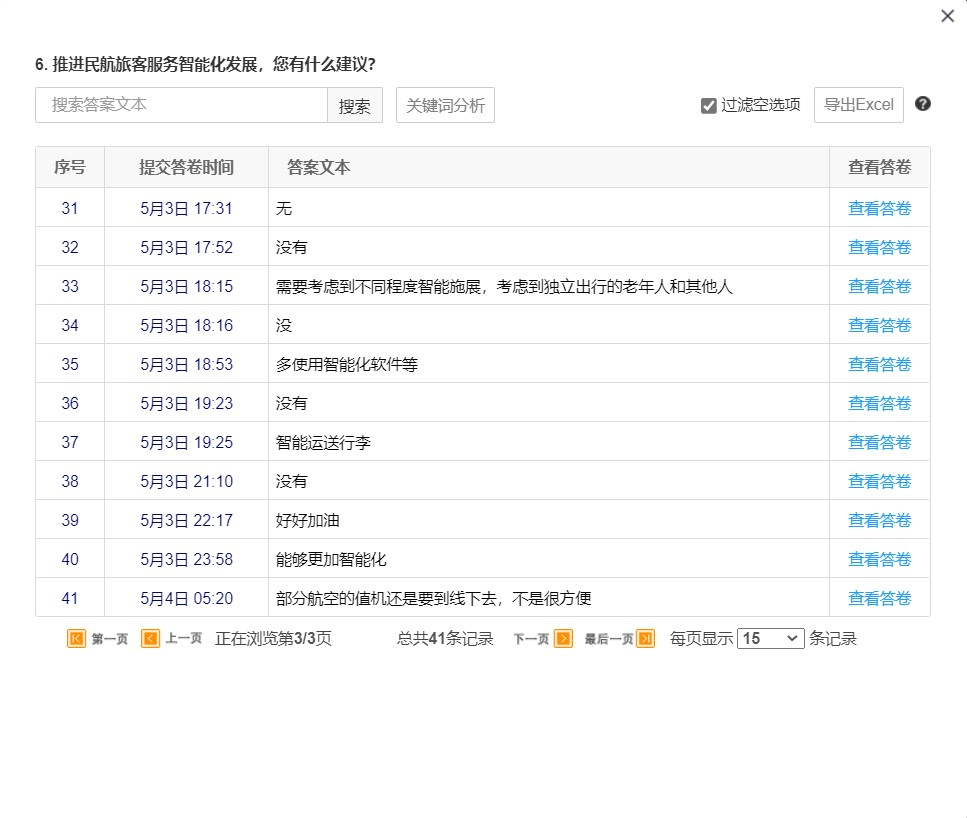 6. 推进民航旅客服务智能化发展，您有什么建议?
搜索答案文本 搜索 关键词分析 过滤空选项 导出Excel ?
序号 提交答卷时间 答案文本 查看答卷
31 5月3日 17:31 无 查看答卷
32 5月3日 17:52 没有 查看答卷
33 5月3日 18:15 需要考虑到不同程度智能施展，考虑到独立出行的老年人和其他人 查看答卷
34 5月3日 18:16 没 查看答卷
35 5月3日 18:53 多使用智能化软件等 查看答卷
36 5月3日 19:23 没有 查看答卷
37 5月3日 19:25 智能运送行李 查看答卷
38 5月3日 21:10 没有 查看答卷
39 5月3日 22:17 好好加油 查看答卷
40 5月3日 23:58 能够更加智能化 查看答卷
41 5月4日 05:20 部分航空的值机还是要到线下去，不是很方便 查看答卷
第一页 上一页 正在浏览第3/3页 总共41条记录 下一页 最后一页 每页显示 15 条记录